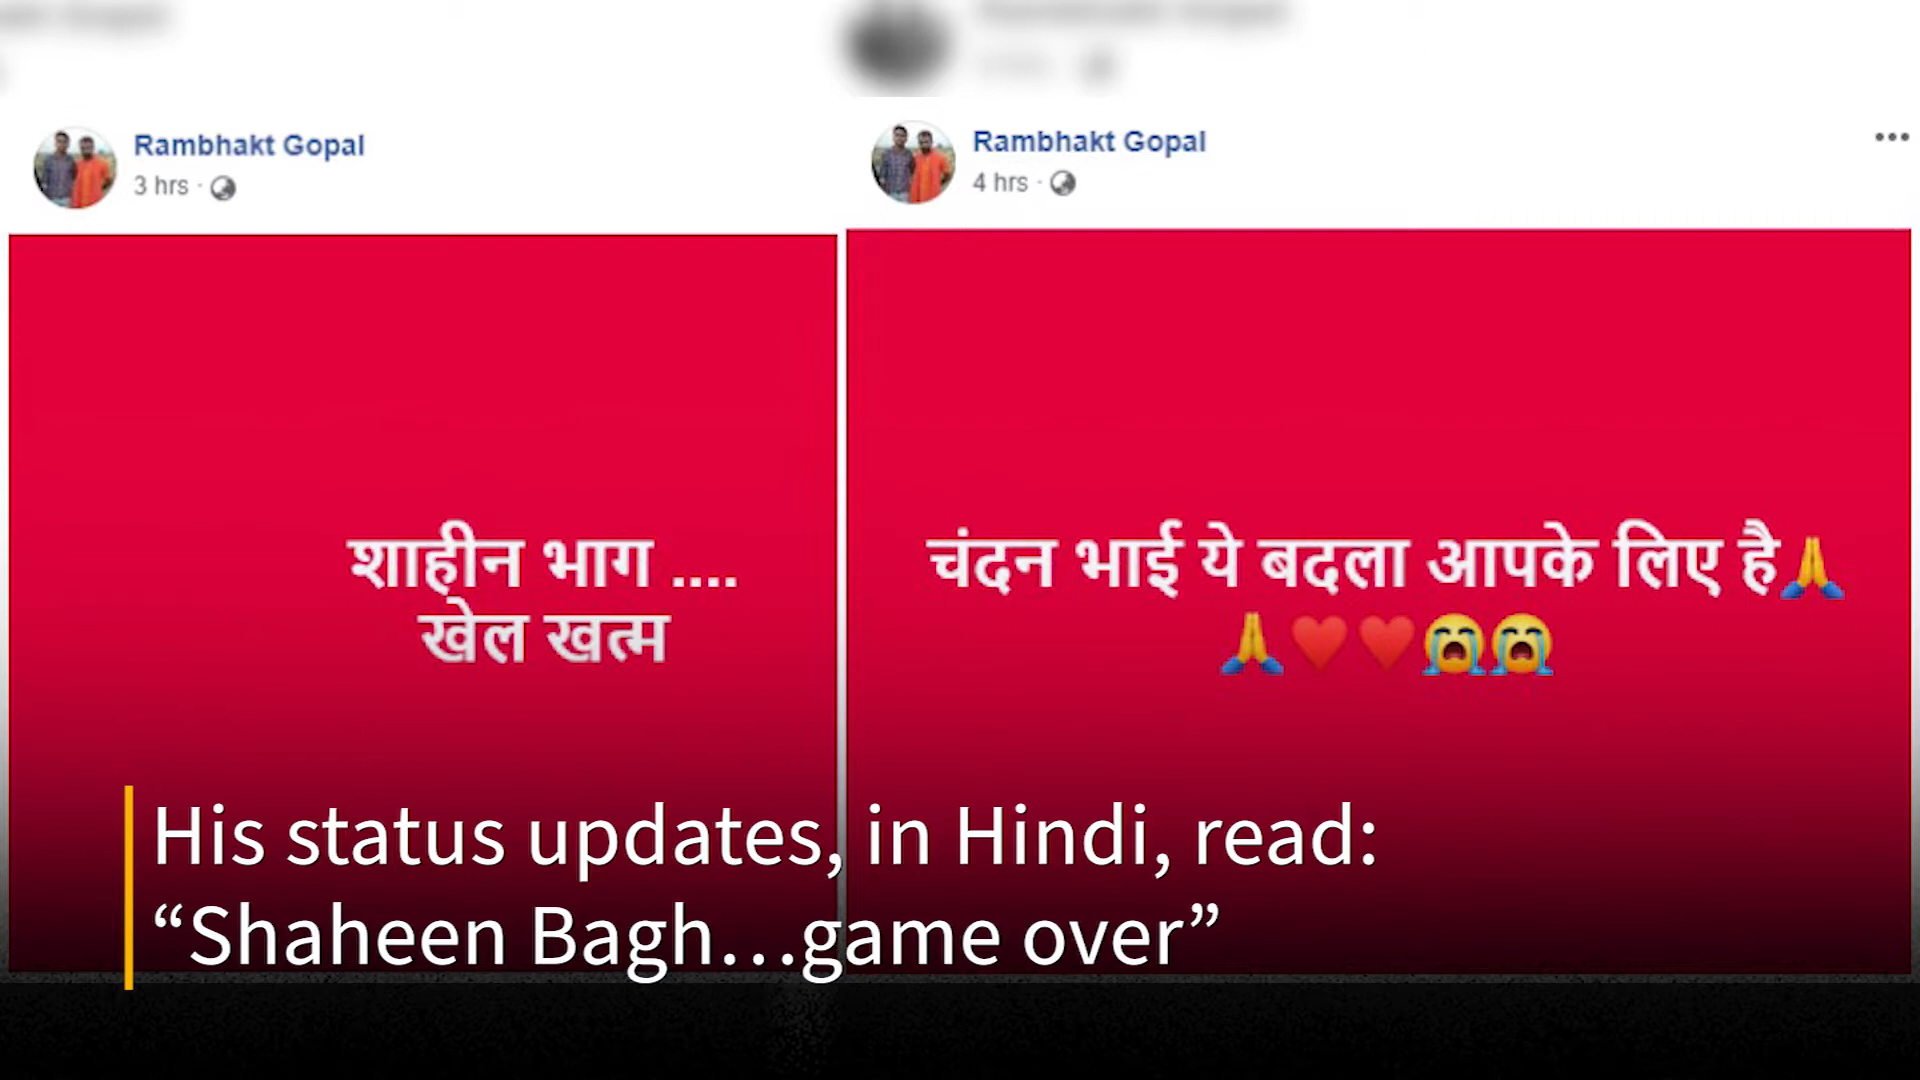 Rambhakt Gopal
3 hrs ·
शाहीन भाग ....
खेल खत्म
Rambhakt Gopal
4 hrs ·
चंदन भाई ये बदला आपके लिए है🙏
🙏❤️❤️😭😭
His status updates, in Hindi, read:
“Shaheen Bagh...game over”